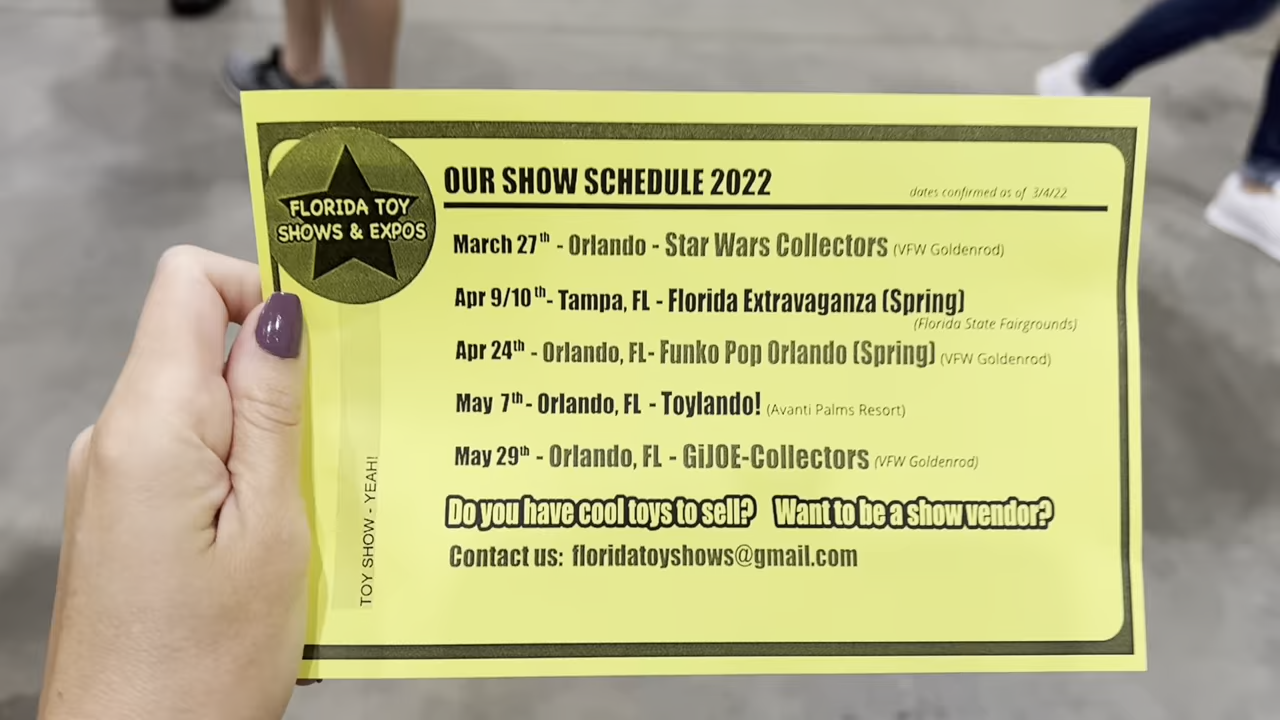 FLORIDA TOY
SHOWS & EXPOS
OUR SHOW SCHEDULE 2022
dates confirmed as of 3/4/22
March 27th - Orlando - Star Wars Collectors (VFW Goldenrod)
Apr 9/10th- Tampa, FL - Florida Extravaganza (Spring)
(Florida State Fairgrounds)
Apr 24th - Orlando, FL- Funko Pop Orlando (Spring) (VFW Goldenrod)
May 7th- Orlando, FL - Toylando! (Avanti Palms Resort)
May 29th - Orlando, FL - GiJOE-Collectors (VFW Goldenrod)
Do you have cool toys to sell? Want to be a show vendor?
Contact us: floridatoyshows@gmail.com
TOY SHOW - YEAH!